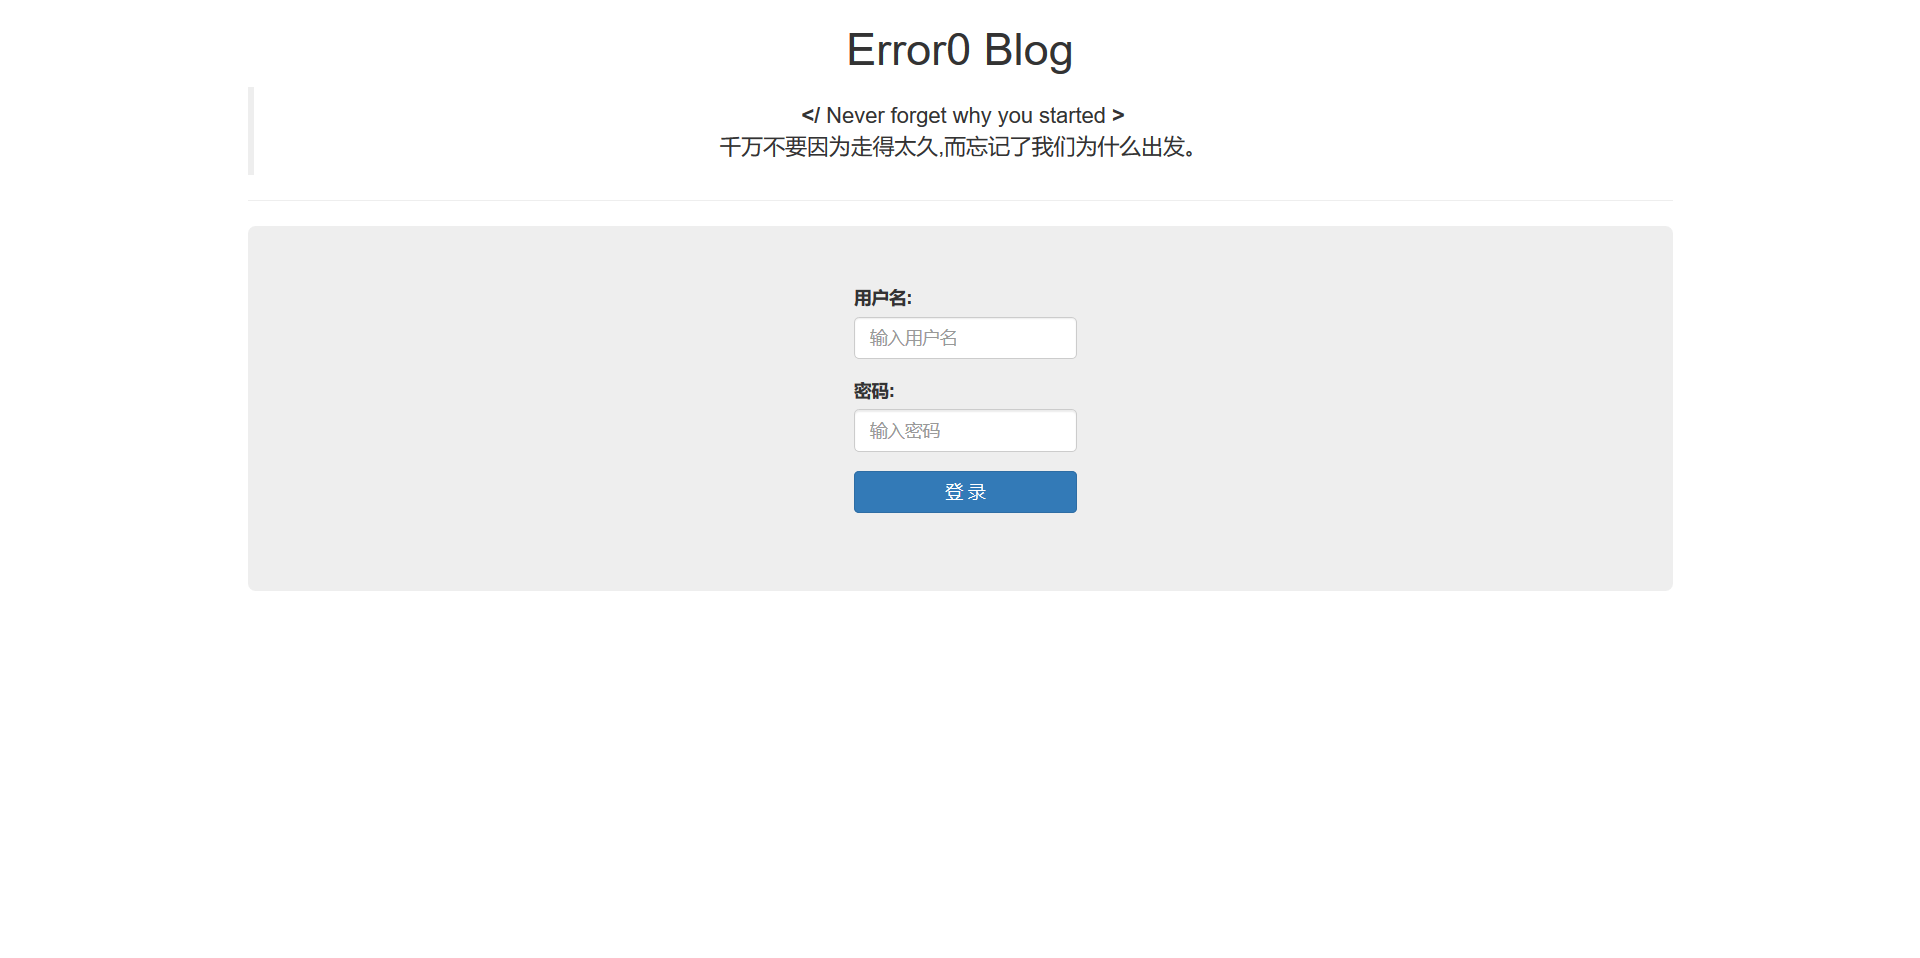 Error0 Blog
</ Never forget why you started >
千万不要因为走得太久,而忘记了我们为什么出发。
用户名:
输入用户名
密码:
输入密码
登 录